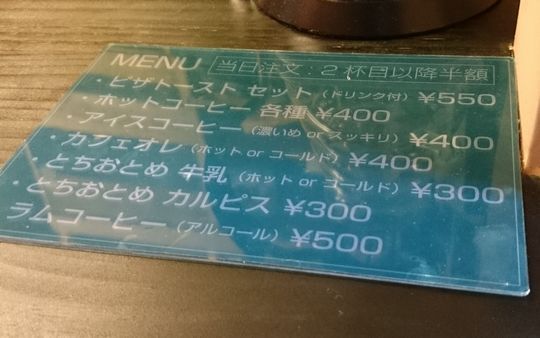 MENU 当日注文:2杯目以降半額
・ピザトースト セット(ドリンク付)¥550
・ホットコーヒー 各種 ¥400
・アイスコーヒー(濃いめ or スッキリ)¥400
・カフェオレ(ホット or コールド)¥400
・とちおとめ 牛乳(ホット or コールド)¥300
・とちおとめ カルピス ¥300
ラムコーヒー(アルコール)¥500